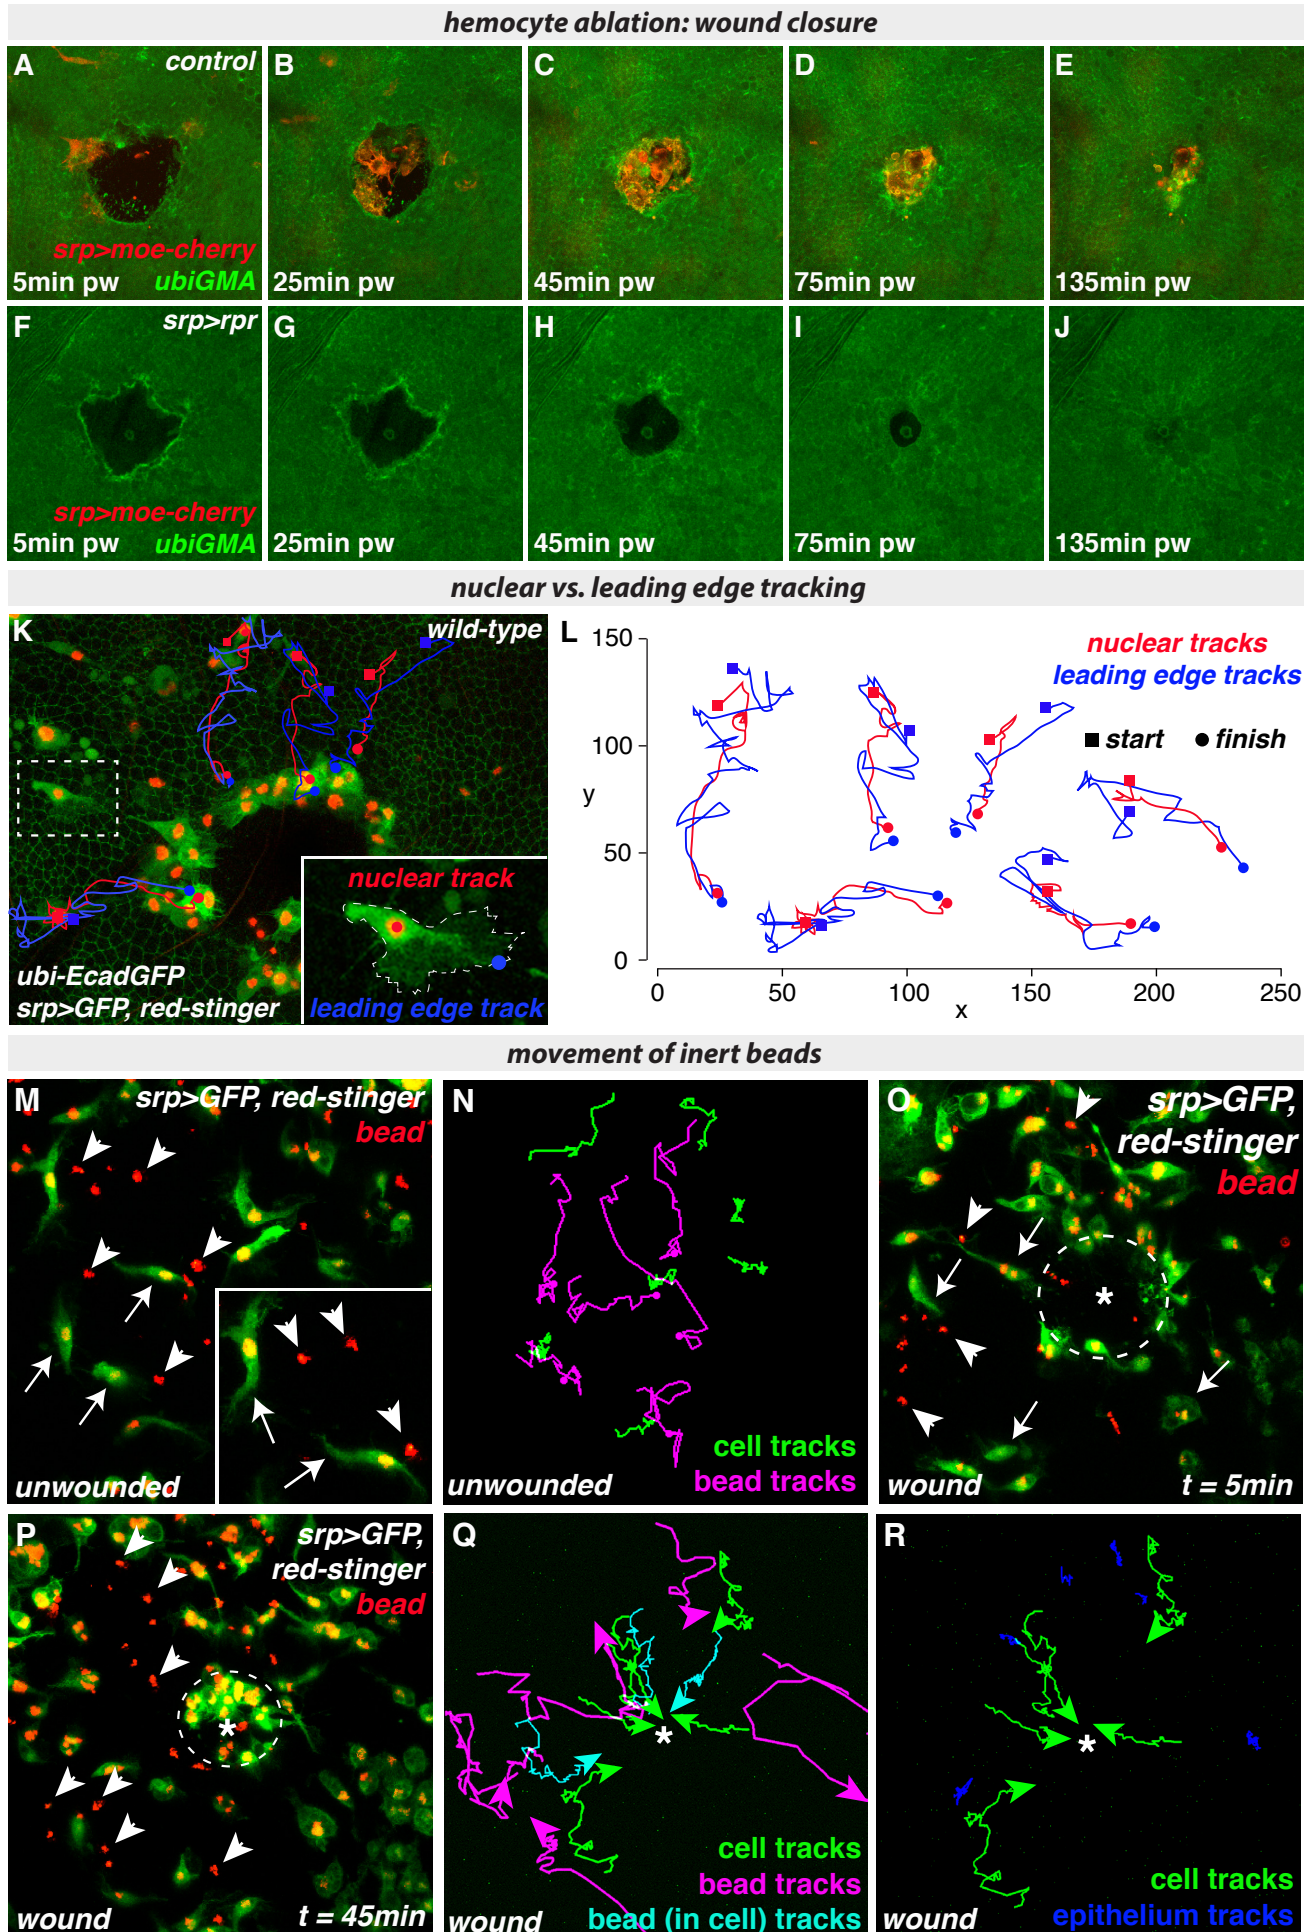 hemocyte ablation: wound closure
A control B C D E
srp>moe-cherry
5min pw ubiGMA 25min pw 45min pw 75min pw 135min pw
F srp>rpr G H I J
srp>moe-cherry
5min pw ubiGMA 25min pw 45min pw 75min pw 135min pw
nuclear vs. leading edge tracking
K wild-type
nuclear track
leading edge track
ubi-EcadGFP
srp>GFP, red-stinger
L 150
nuclear tracks
leading edge tracks
start finish
100
y
50
0
0 50 100 150 200 250
x
movement of inert beads
M srp>GFP, red-stinger
bead
unwounded
N
cell tracks
bead tracks
unwounded
O srp>GFP,
red-stinger
bead
*
wound t = 5min
P srp>GFP,
red-stinger
bead
*
wound t = 45min
Q
*
cell tracks
bead tracks
wound bead (in cell) tracks
R
*
cell tracks
wound epithelium tracks